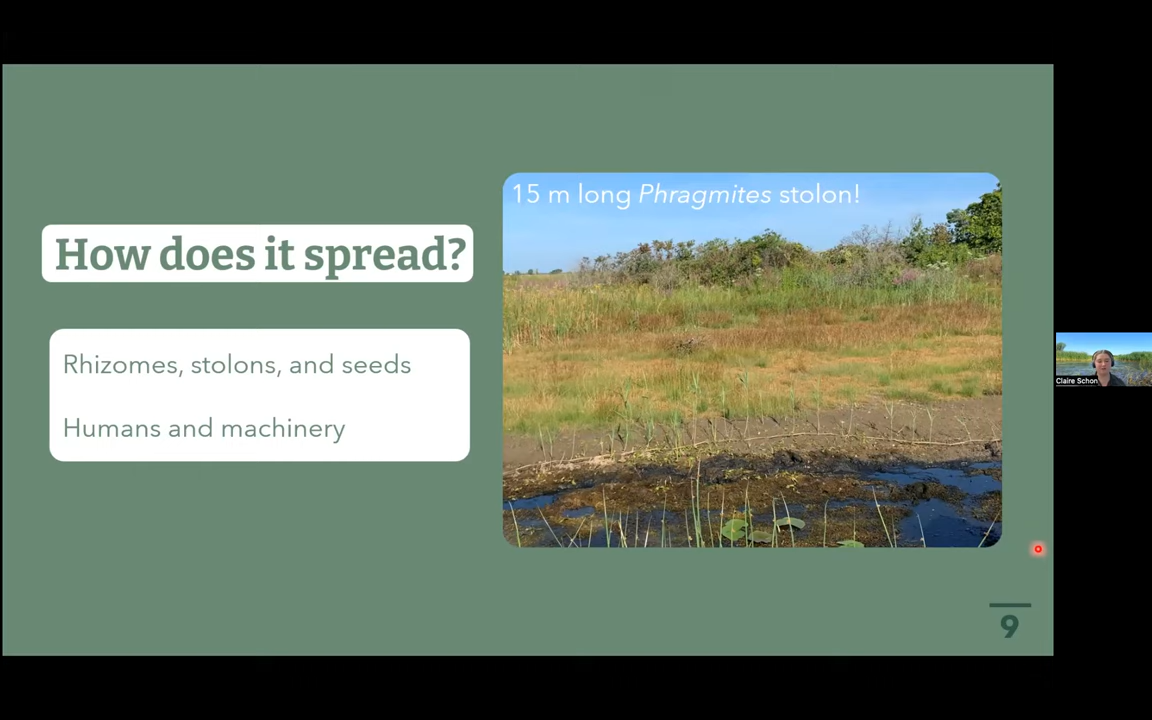 15 m long Phragmites stolon!
How does it spread?
Rhizomes, stolons, and seeds
Humans and machinery
Claire Schon
9